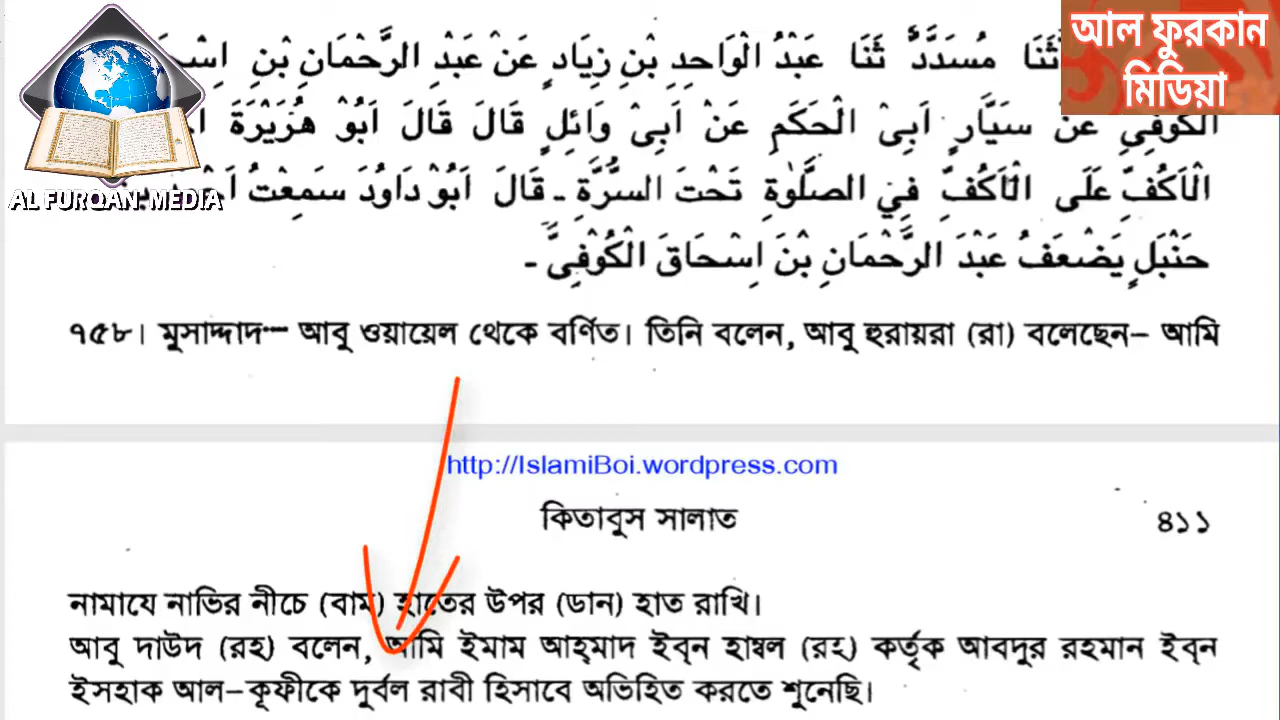 আল ফুরকান
মিডিয়া
ثَنَا مُسَدَّدٌ ثَنَا عَبْدُ الْوَاحِدِ بْنِ زِيَادٍ عَنْ عَبْدِ الرَّحْمَانِ بْنِ
الْكُوْفِيِ عَنْ سَيَّارٍ اَبِىْ الْحَكَمِ عَنْ اَبِىْ وَائِلٍ قَالَ قَالَ اَبُوْ هُرَيْرَةَ
الْاَكُفِّ عَلَى الْاَكُفِّ فِي الصَّلٰوةِ تَحْتَ السُّرَّةِ ـ قَالَ اَبُوْ دَاوُدَ سَمِعْتُ
حَنْبَلٍ يَضْعَفُ عَبْدَ الرَّحْمَانِ بْنَ اِسْحَاقَ الْكُوْفِىَّ ـ
AL FURQAN MEDIA
৭৫৮। মুসাদ্দাদ--- আবু ওয়ায়েল থেকে বর্ণিত। তিনি বলেন, আবু হুরায়রা (রা) বলেছেন– আমি
http://IslamiBoi.wordpress.com
কিতাবুস সালাত ৪১১
নামাযে নাভির নীচে (বাম) হাতের উপর (ডান) হাত রাখি।
আবু দাউদ (রহ) বলেন, আমি ইমাম আহ্‌মাদ ইব্‌ন হাম্বল (রহ) কর্তৃক আবদুর রহমান ইব্‌ন
ইসহাক আল-কূফীকে দুর্বল রাবী হিসাবে অভিহিত করতে শুনেছি।